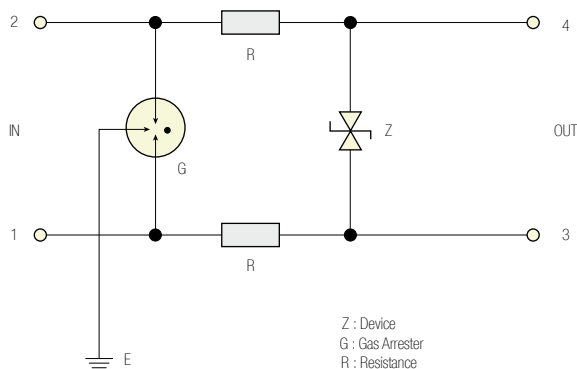 2
4
R
IN
Z
OUT
G
1
3
R
E
Z : Device
G : Gas Arrester
R : Resistance